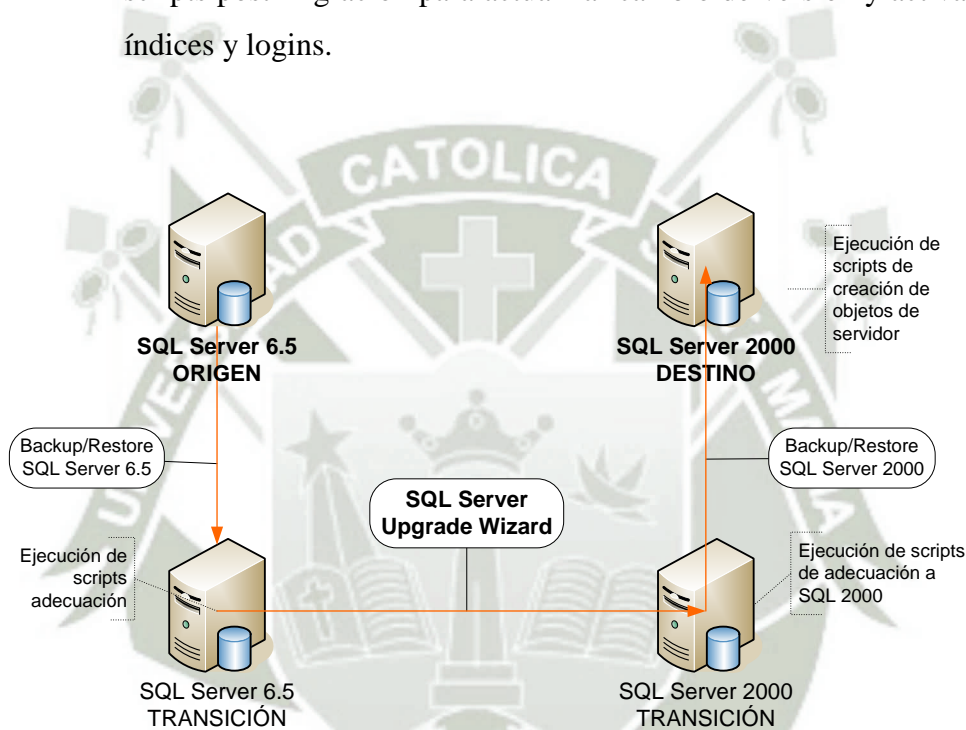 índices y logins.
CATOLICA
SQL Server 6.5
ORIGEN
SQL Server 2000
DESTINO
Ejecución de
scripts de
creación de
objetos de
servidor
Backup/Restore
SQL Server 6.5
SQL Server
Upgrade Wizard
Backup/Restore
SQL Server 2000
Ejecución de
scripts
adecuación
Ejecución de scripts
de adecuación a
SQL 2000
SQL Server 6.5
TRANSICIÓN
SQL Server 2000
TRANSICIÓN